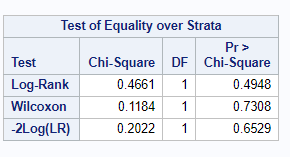 Test of Equality over Strata
Pr >
Test Chi-Square DF Chi-Square
Log-Rank 0.4661 1 0.4948
Wilcoxon 0.1184 1 0.7308
-2Log(LR) 0.2022 1 0.6529